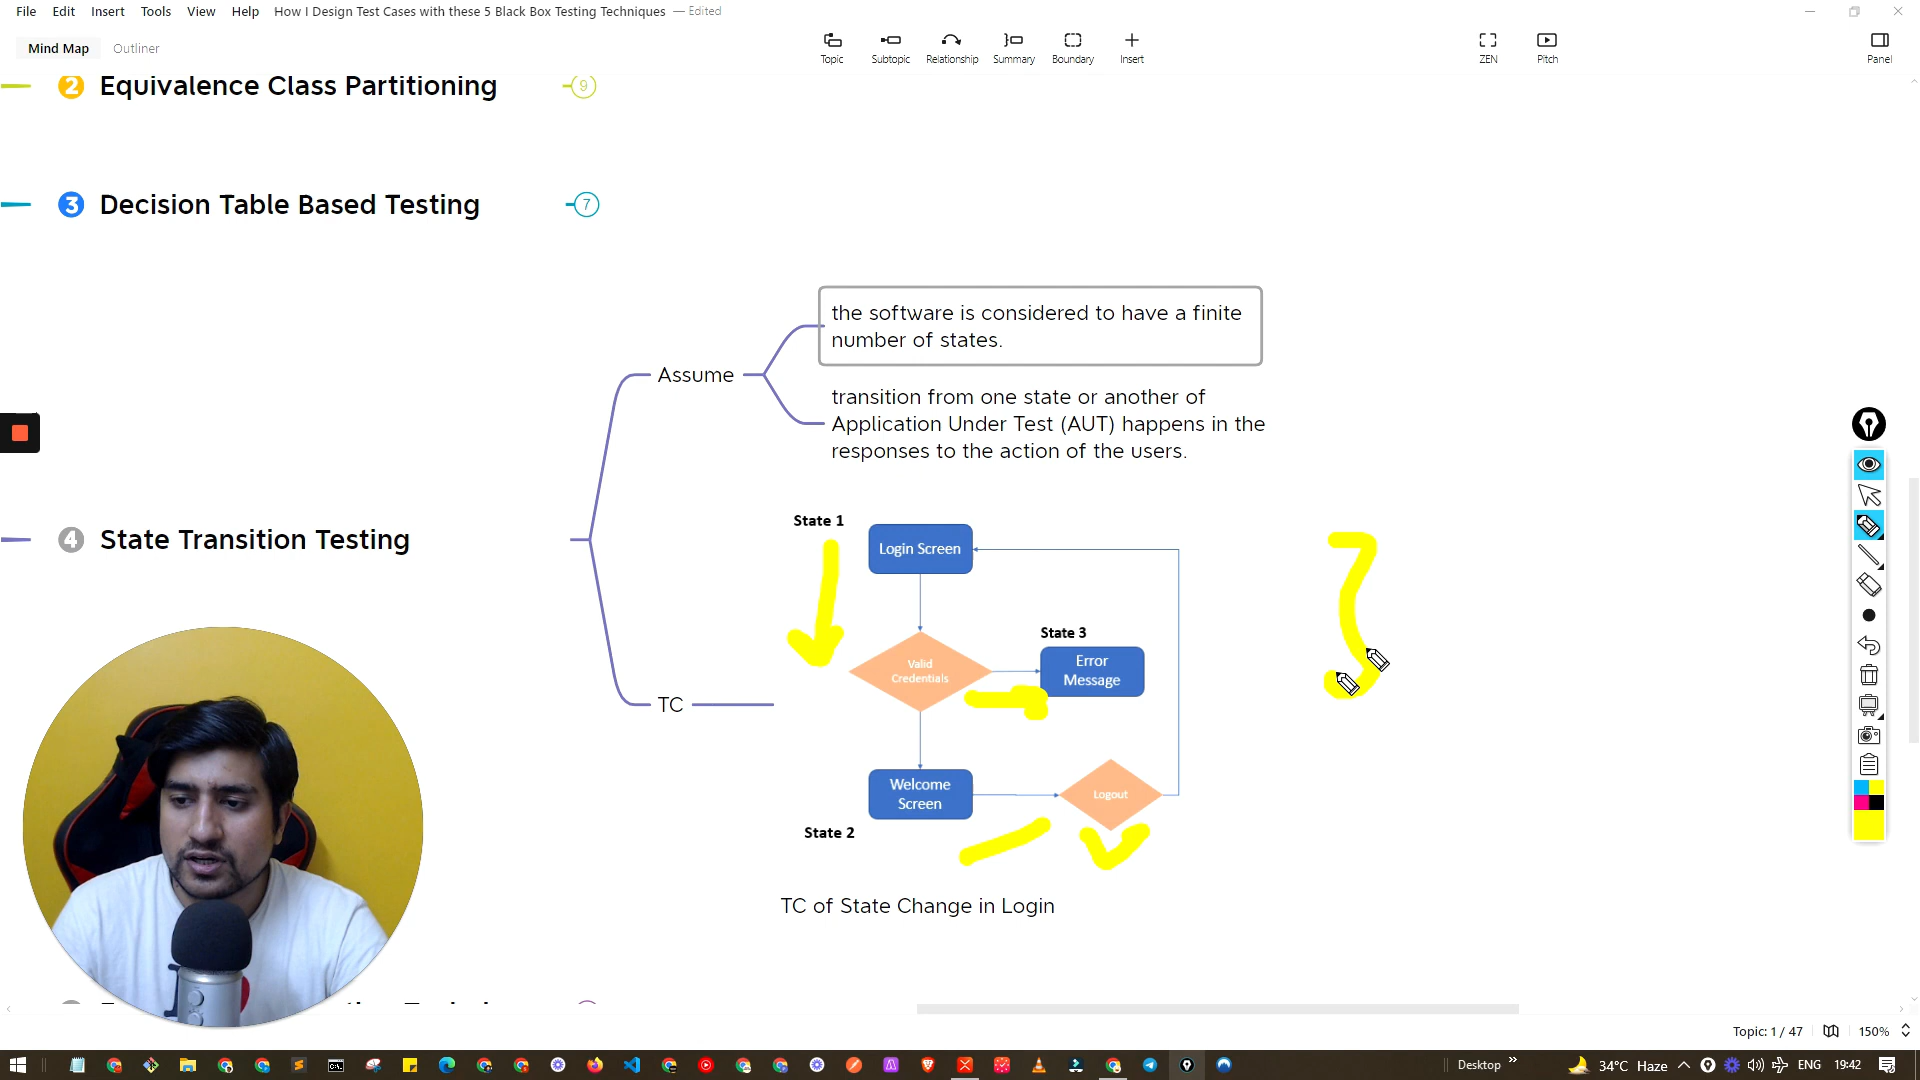 File Edit Insert Tools View Help How I Design Test Cases with these 5 Black Box Testing Techniques — Edited
Mind Map Outliner
Topic Subtopic Relationship Summary Boundary Insert ZEN Pitch Panel
2 Equivalence Class Partitioning 9
3 Decision Table Based Testing 7
the software is considered to have a finite
number of states.
Assume
transition from one state or another of
Application Under Test (AUT) happens in the
responses to the action of the users.
4 State Transition Testing
State 1
Login Screen
State 3
Valid
Credentials
Error
Message
TC
Welcome
Screen
Logout
State 2
TC of State Change in Login
3
Topic: 1 / 47 150%
Desktop 34°C Haze ENG 19:42